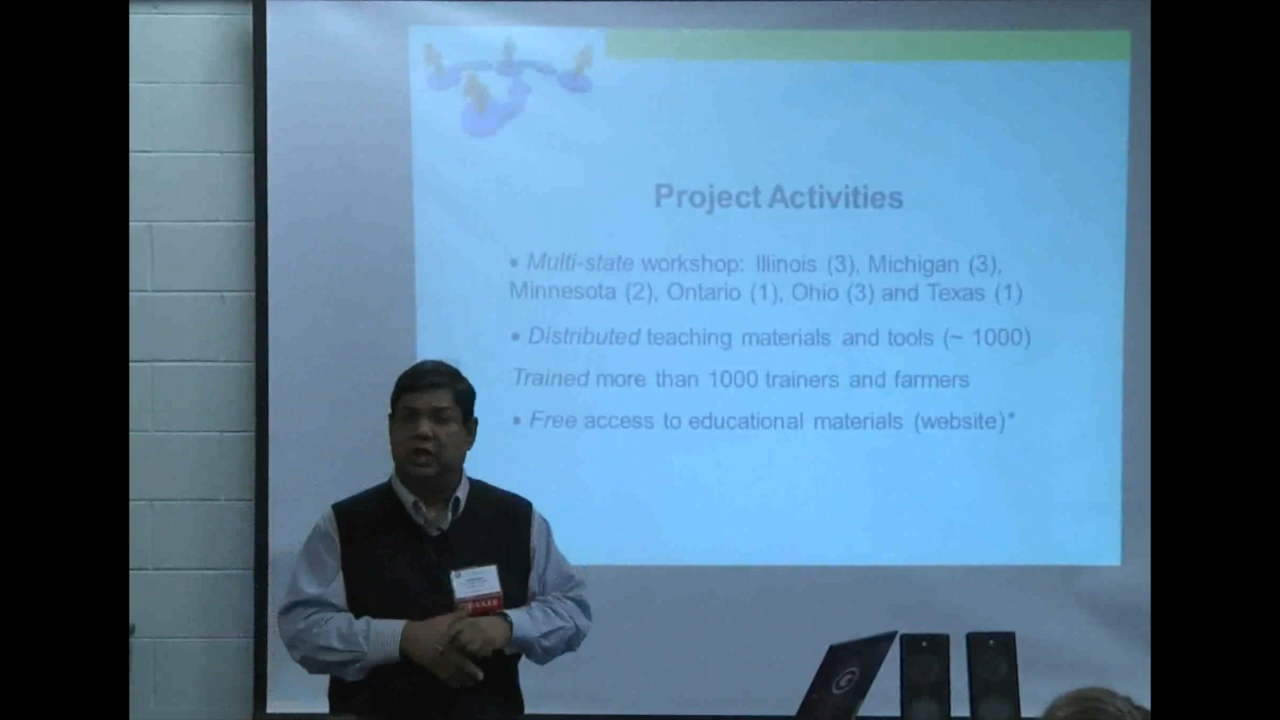 Project Activities
▪ Multi-state workshop: Illinois (3), Michigan (3),
Minnesota (2), Ontario (1), Ohio (3) and Texas (1)
▪ Distributed teaching materials and tools (~ 1000)
Trained more than 1000 trainers and farmers
▪ Free access to educational materials (website)*